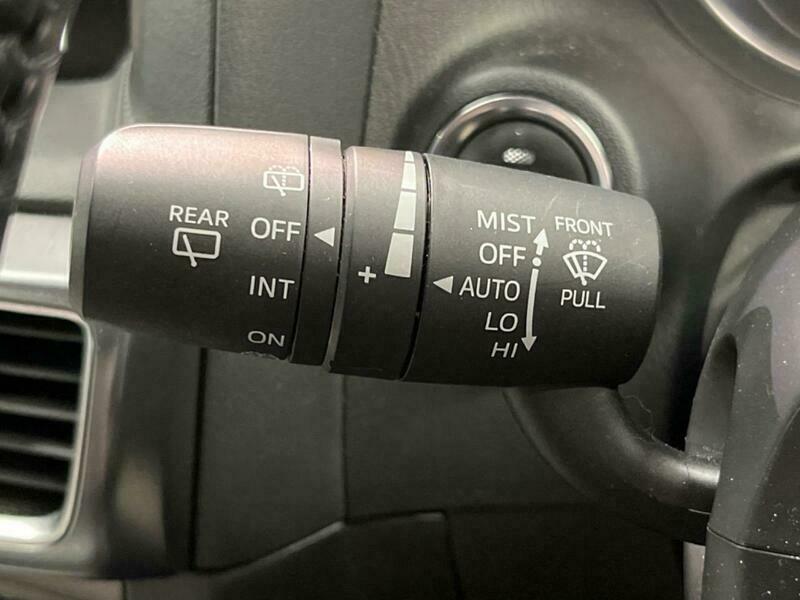 REAR
OFF
INT
ON
+
MIST
OFF
AUTO
LO
HI
FRONT
PULL